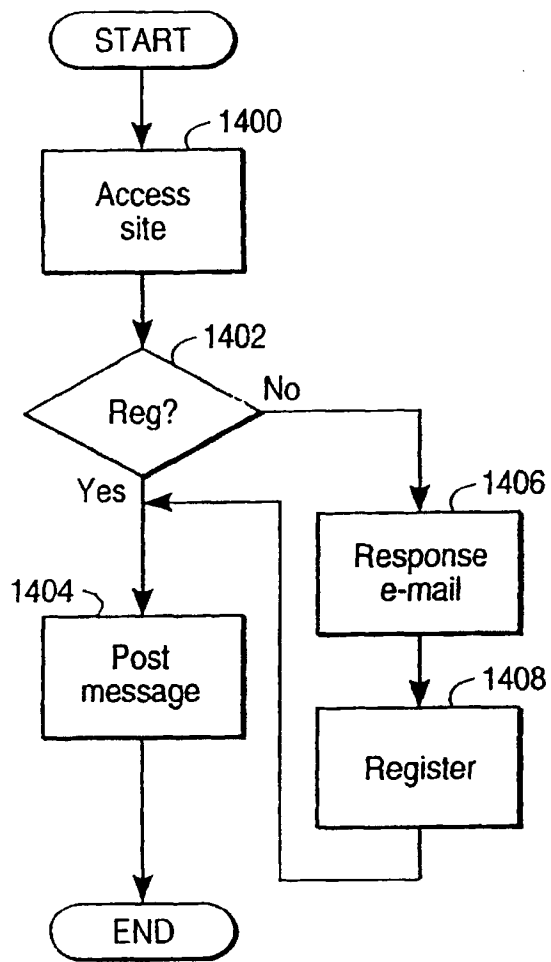 START
1400
Access
site
1402
Reg?
No
Yes
1406
Response
e-mail
1404
Post
message
1408
Register
END